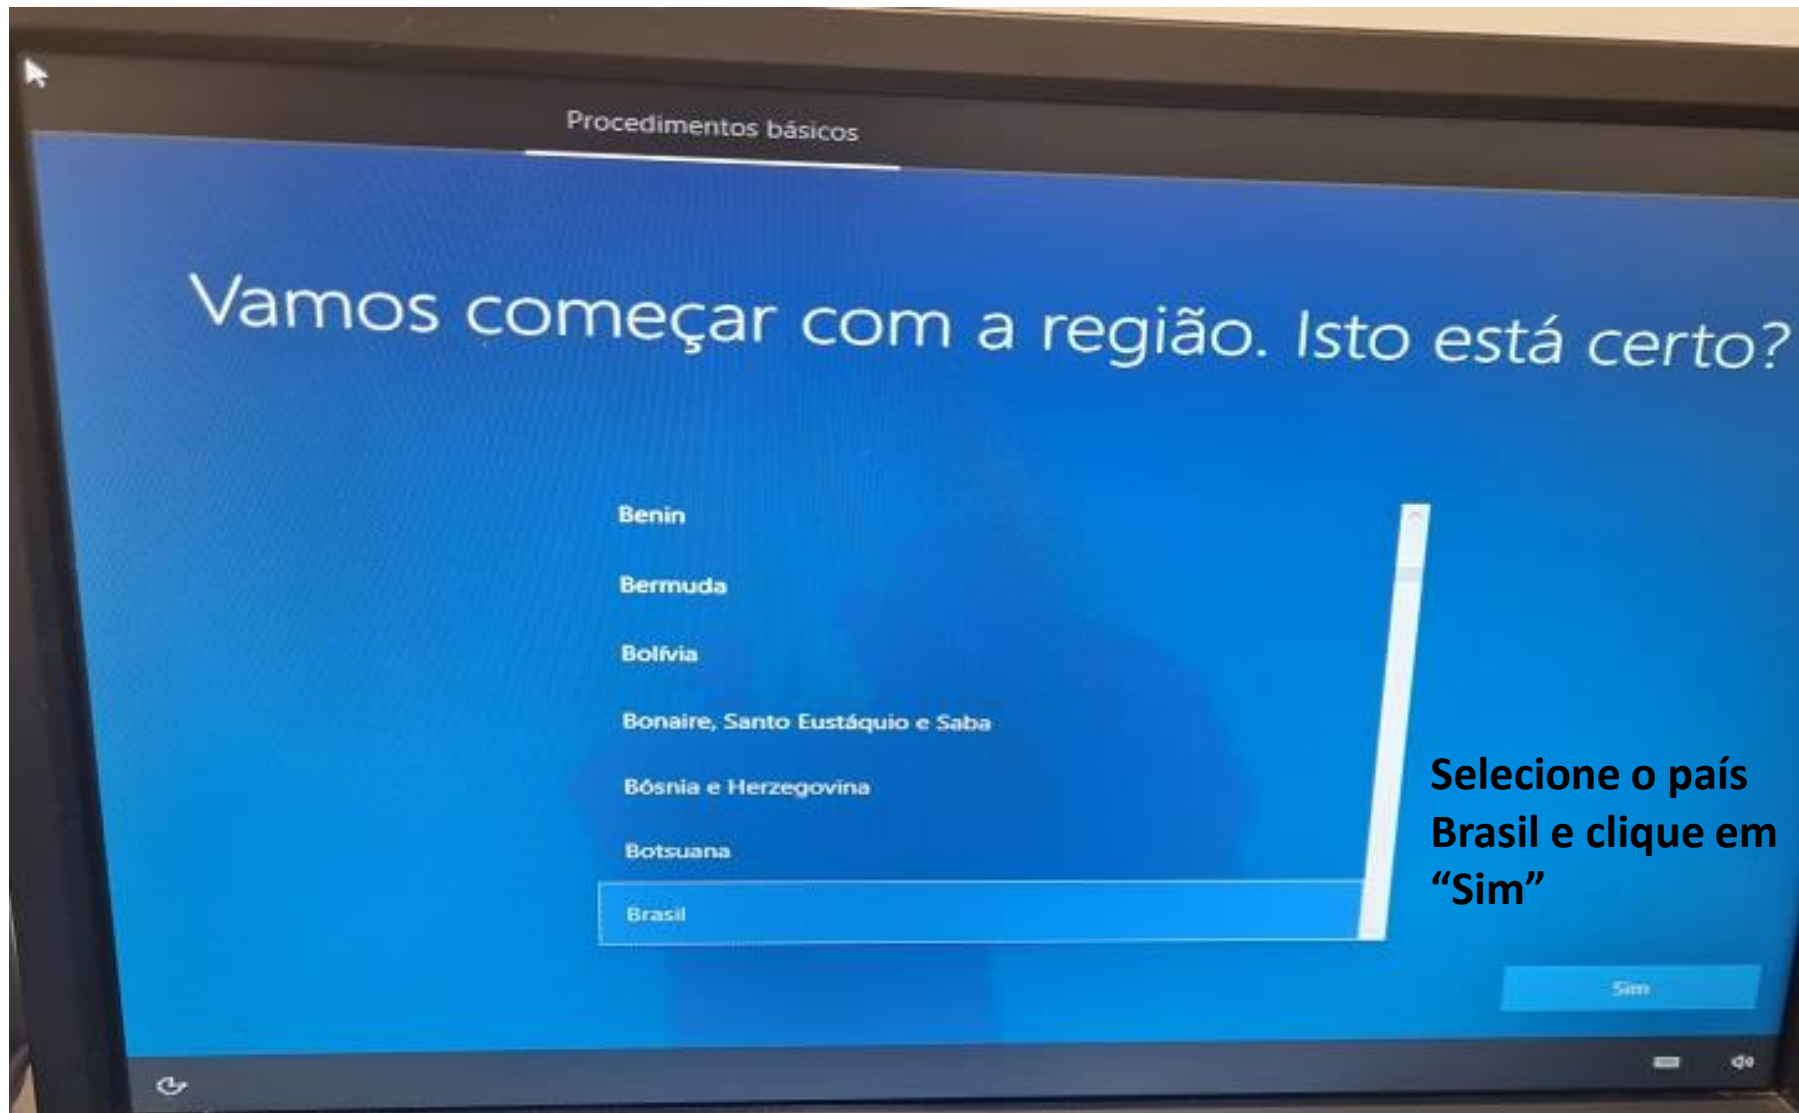 Procedimentos básicos
Vamos começar com a região. Isto está certo?
Benin
Bermuda
Bolívia
Bonaire, Santo Eustáquio e Saba
Bósnia e Herzegovina
Botsuana
Brasil
Selecione o país
Brasil e clique em
“Sim”
Sim